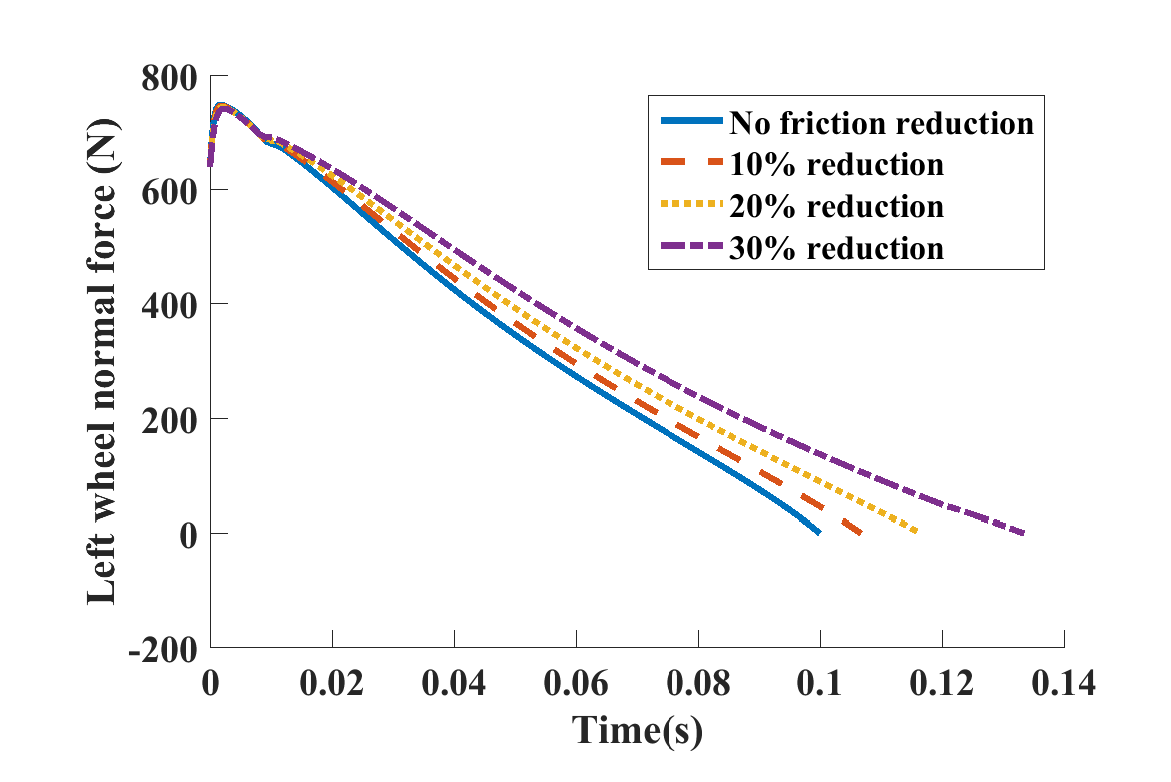 800
600
400
200
0
-200
Left wheel normal force (N)
No friction reduction
10% reduction
20% reduction
30% reduction
0 0.02 0.04 0.06 0.08 0.1 0.12 0.14
Time(s)